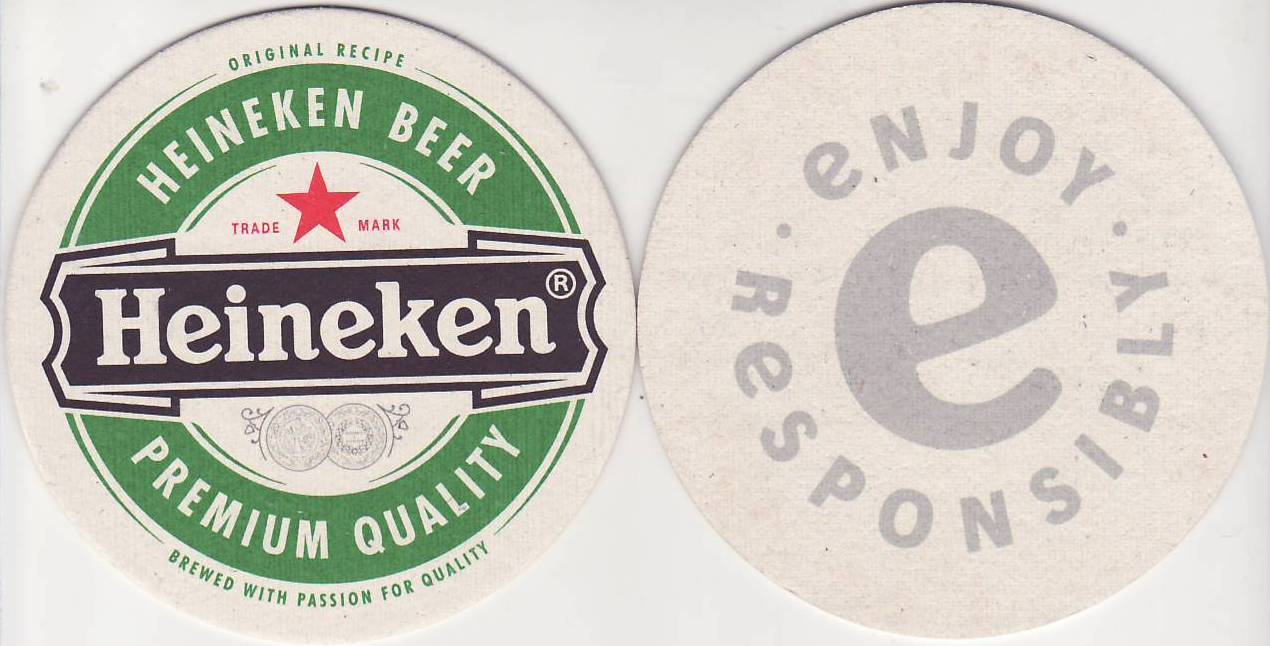 ORIGINAL RECIPE
HEINEKEN BEER
TRADE MARK
Heineken®
PREMIUM QUALITY
BREWED WITH PASSION FOR QUALITY
eNJOY
e
ReSPONSIBLY